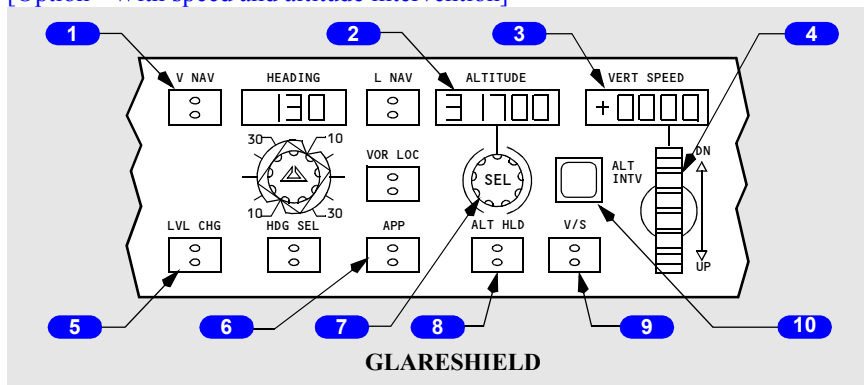 [Option - With speed and altitude intervention]
1 2 3 4
V NAV HEADING L NAV ALTITUDE VERT SPEED
130 31700 +0000
30 10 VOR LOC DN
SEL ALT
INTV
10 30
LVL CHG HDG SEL APP ALT HLD V/S UP
5 6 7 8 9 10
GLARESHIELD